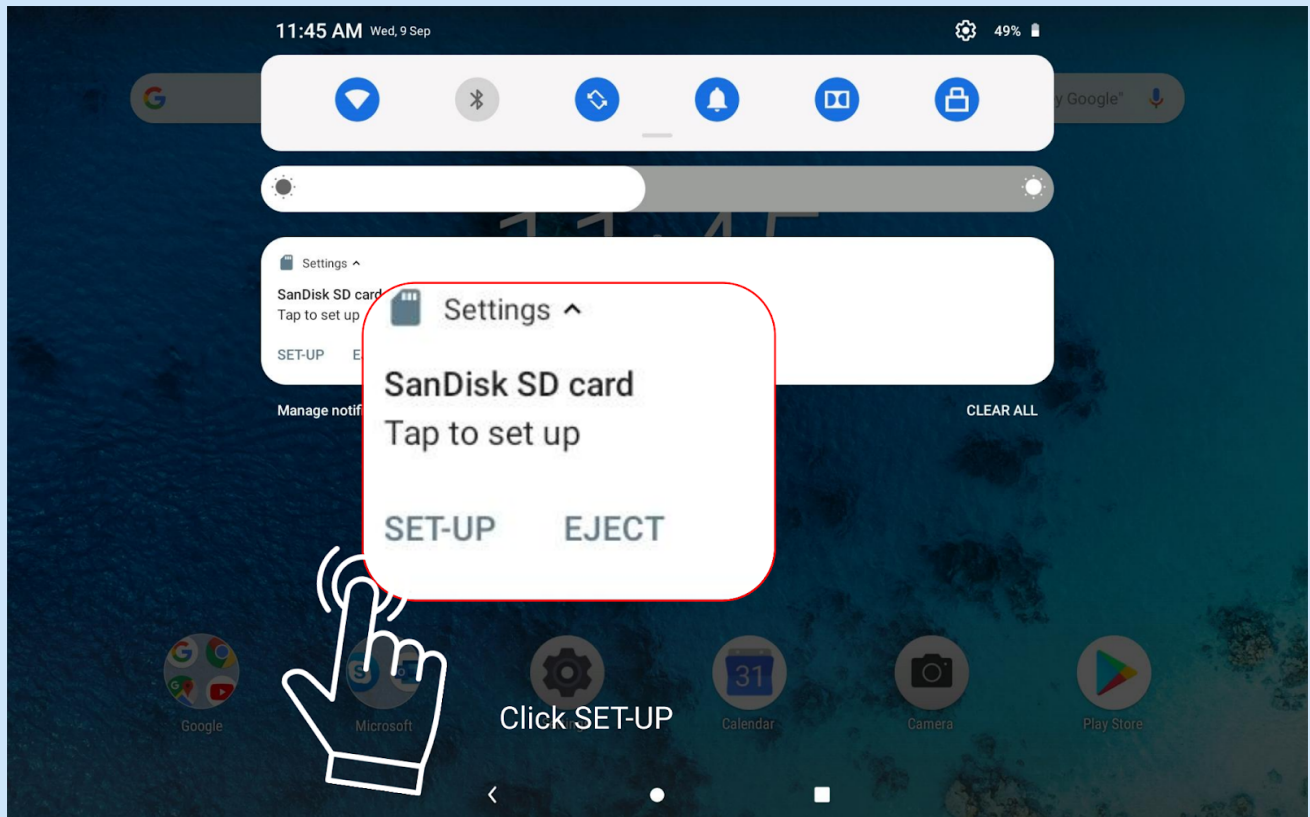 11:45 AM Wed, 9 Sep
49%
y Google"
11:45
Settings
SanDisk SD card
Tap to set up
SET-UP E
Manage notif
CLEAR ALL
Settings
SanDisk SD card
Tap to set up
SET-UP EJECT
31
Click SET-UP
Google
Microsoft
Calendar
Camera
Play Store